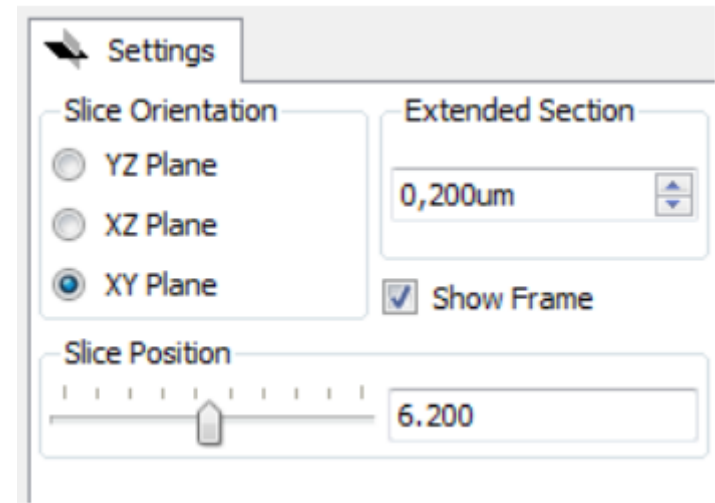 Settings
Slice Orientation
YZ Plane
XZ Plane
XY Plane
Extended Section
0,200um
Show Frame
Slice Position
6.200